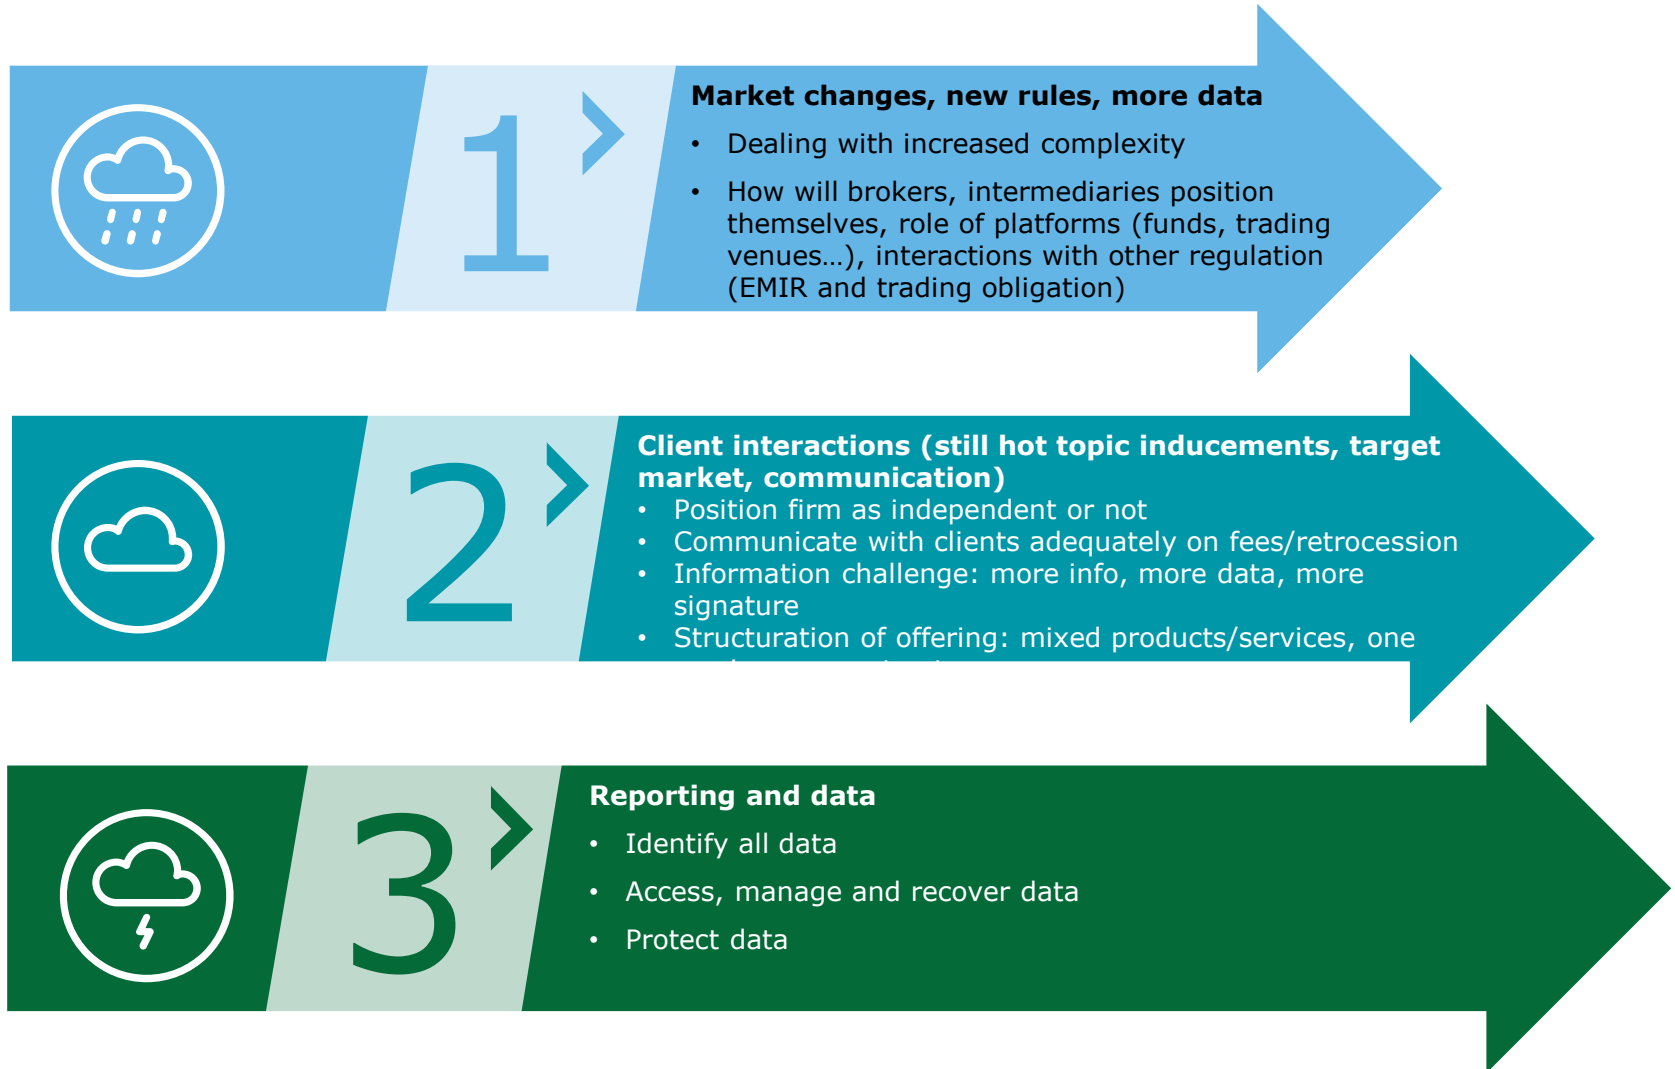 1
Market changes, new rules, more data
• Dealing with increased complexity
• How will brokers, intermediaries position
themselves, role of platforms (funds, trading
venues…), interactions with other regulation
(EMIR and trading obligation)
2
Client interactions (still hot topic inducements, target
market, communication)
• Position firm as independent or not
• Communicate with clients adequately on fees/retrocession
• Information challenge: more info, more data, more
signature
• Structuration of offering: mixed products/services, one
3
Reporting and data
• Identify all data
• Access, manage and recover data
• Protect data